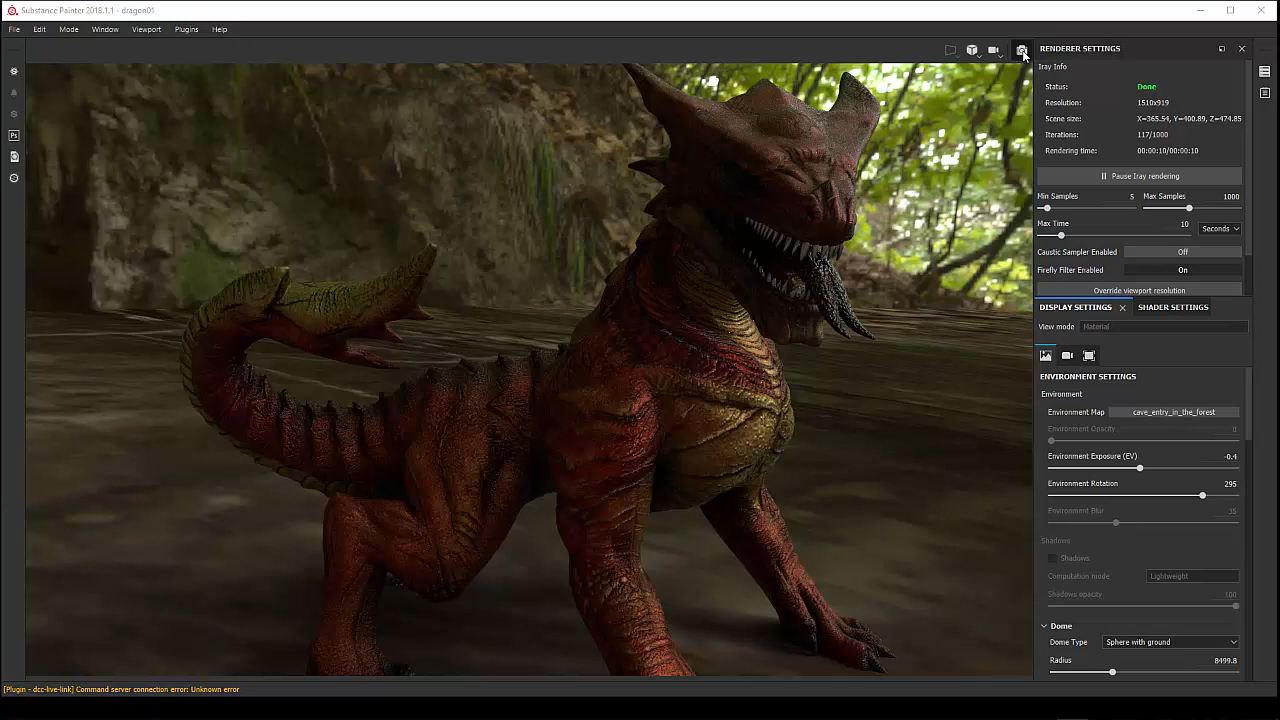 Substance Painter 2018.1.1 - dragon01
File Edit Mode Window Viewport Plugins Help
RENDERER SETTINGS
Iray Info
Status: Done
Resolution: 1510x919
Scene size: X=365.54, Y=400.89, Z=474.85
Iterations: 117/1000
Rendering time: 00:00:10/00:00:10
Pause Iray rendering
Min Samples 5 Max Samples 1000
Max Time 10 Seconds
Caustic Sampler Enabled Off
Firefly Filter Enabled On
Override viewport resolution
DISPLAY SETTINGS SHADER SETTINGS
View mode Material
ENVIRONMENT SETTINGS
Environment
Environment Map cave_entry_in_the_forest
Environment Opacity 0
Environment Exposure (EV) -0.4
Environment Rotation 295
Environment Blur 35
Shadows
Shadows
Computation mode Lightweight
Shadows opacity 100
Dome
Dome Type Sphere with ground
Radius 8499.8
Ps
[Plugin - dcc-live-link] Command server connection error: Unknown error